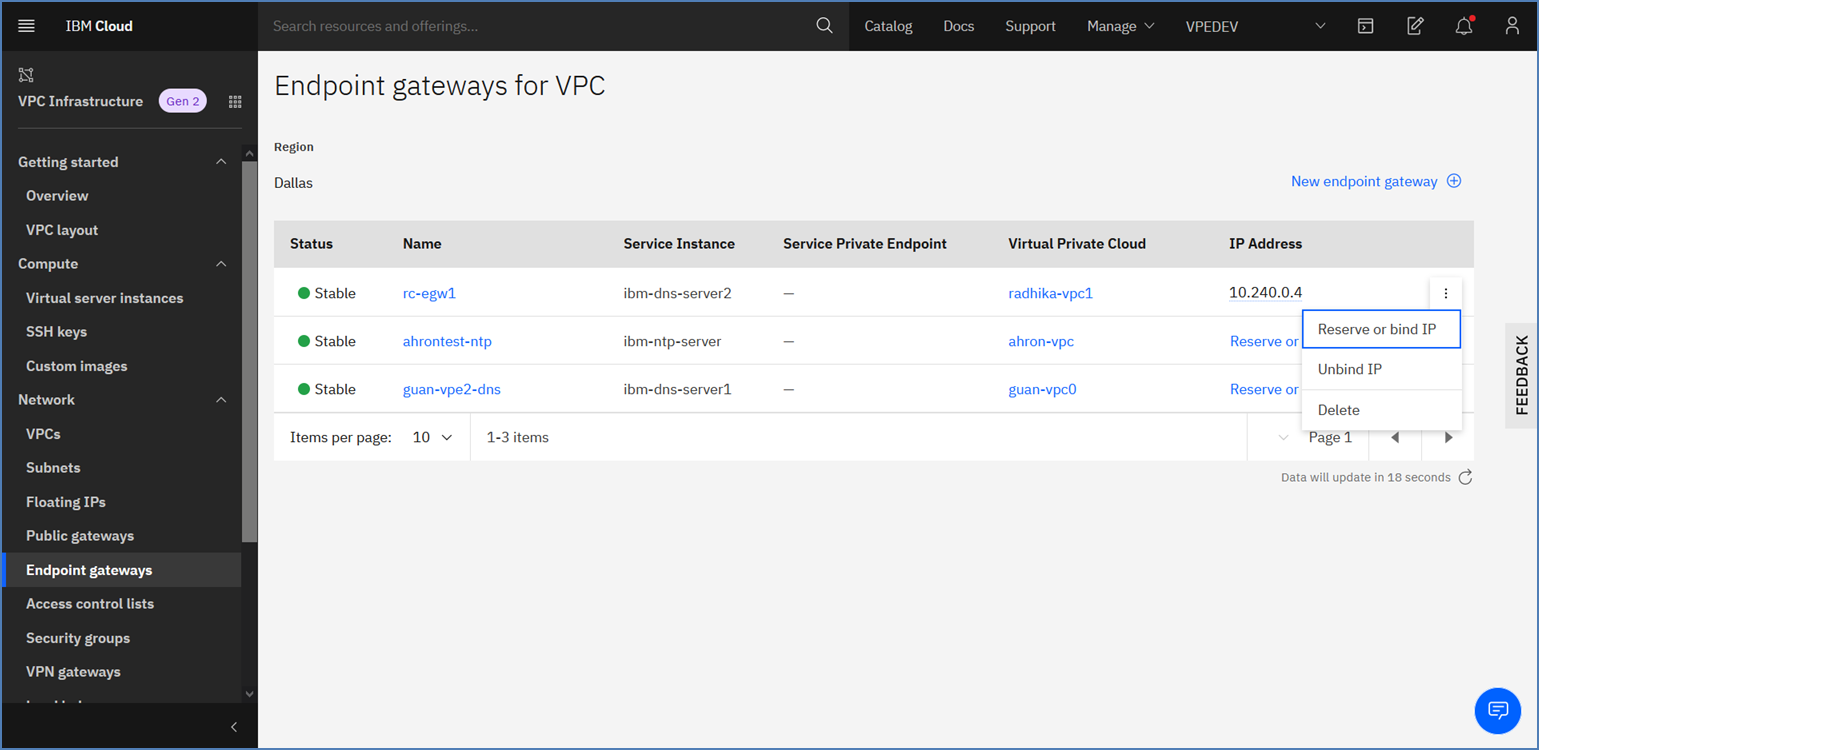 IBM Cloud
Search resources and offerings...
Catalog
Docs
Support
Manage
VPEDEV
VPC Infrastructure
Gen 2
Getting started
Overview
VPC layout
Compute
Virtual server instances
SSH keys
Custom images
Network
VPCs
Subnets
Floating IPs
Public gateways
Endpoint gateways
Access control lists
Security groups
VPN gateways
Endpoint gateways for VPC
Region
Dallas
New endpoint gateway
Status Name Service Instance Service Private Endpoint Virtual Private Cloud IP Address
Stable rc-egw1 ibm-dns-server2 — radhika-vpc1 10.240.0.4
Stable ahrontest-ntp ibm-ntp-server — ahron-vpc Reserve or
Stable guan-vpe2-dns ibm-dns-server1 — guan-vpc0 Reserve or
Reserve or bind IP
Unbind IP
Delete
Items per page: 10 1-3 items Page 1
Data will update in 18 seconds
FEEDBACK